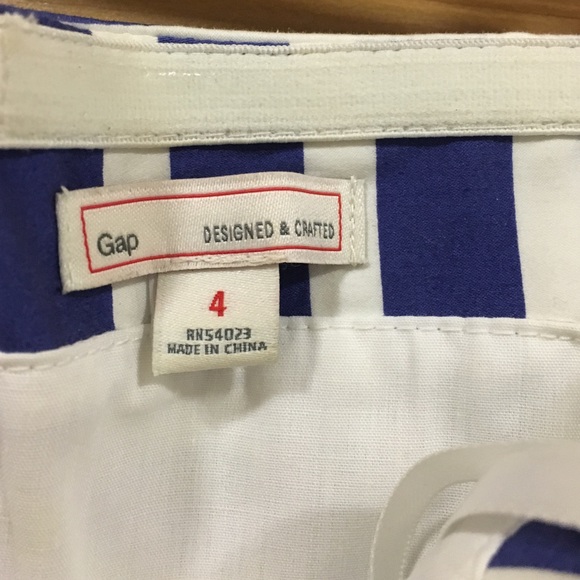 Gap DESIGNED & CRAFTED
4
RN54023
MADE IN CHINA